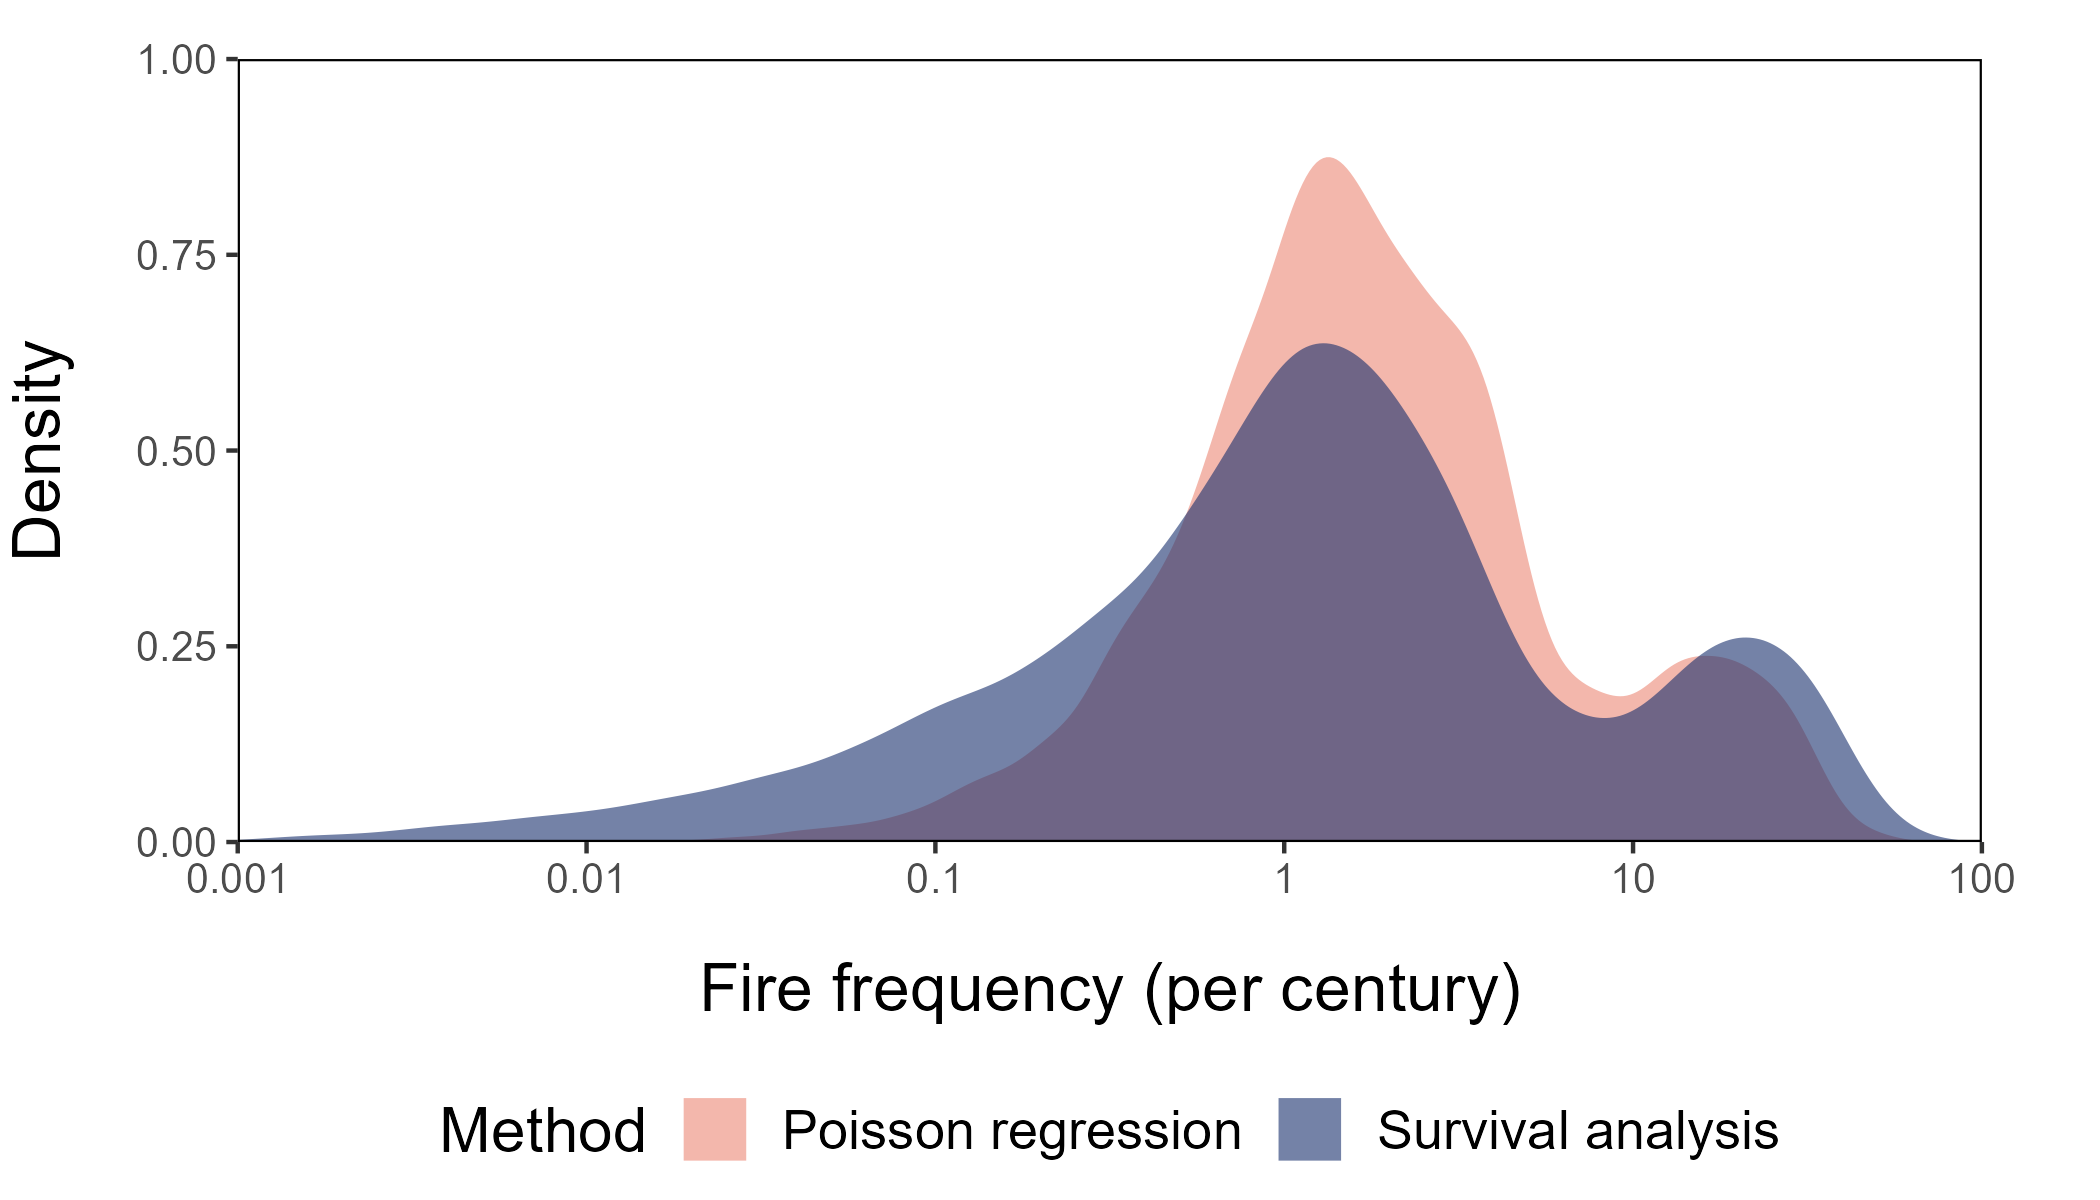 1.00
0.75
0.50
0.25
0.00
Density
0.001 0.01 0.1 1 10 100
Fire frequency (per century)
Method Poisson regression Survival analysis